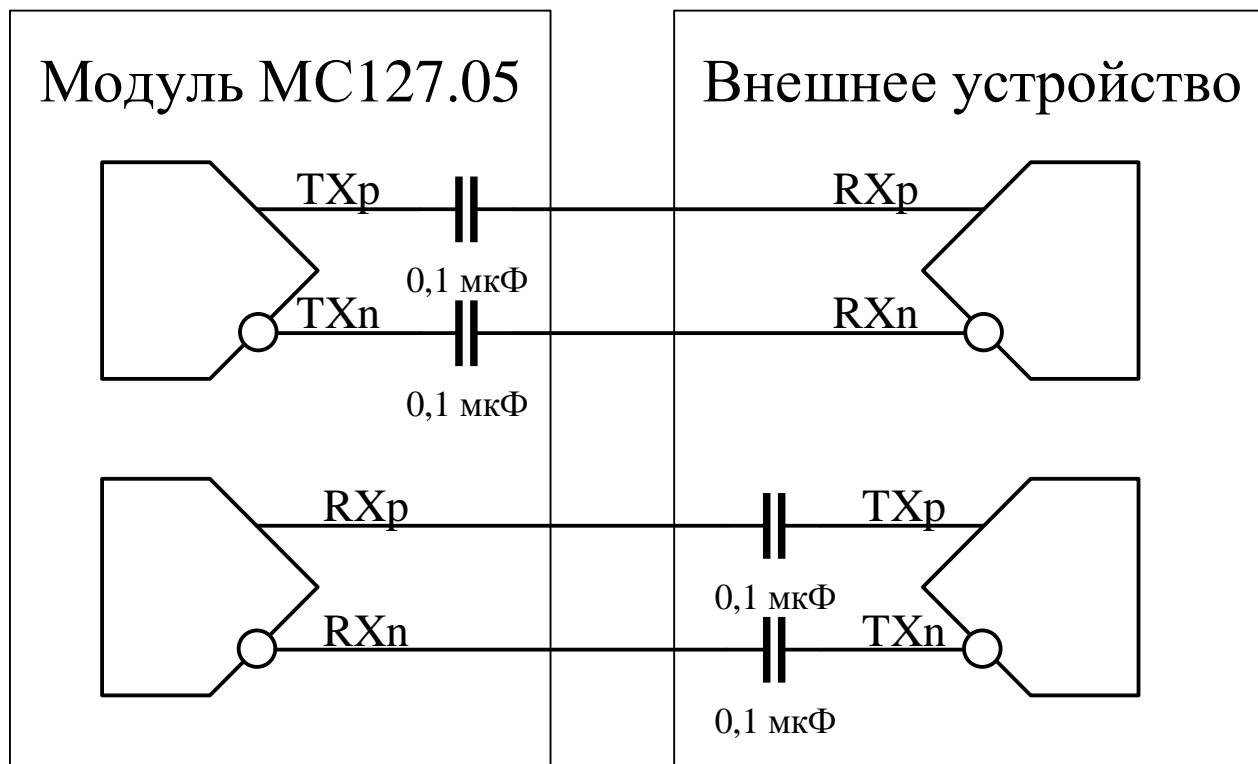 Модуль МС127.05
Внешнее устройство
TXp
RXp
0,1 мкФ
TXn
RXn
0,1 мкФ
RXp
TXp
0,1 мкФ
RXn
TXn
0,1 мкФ